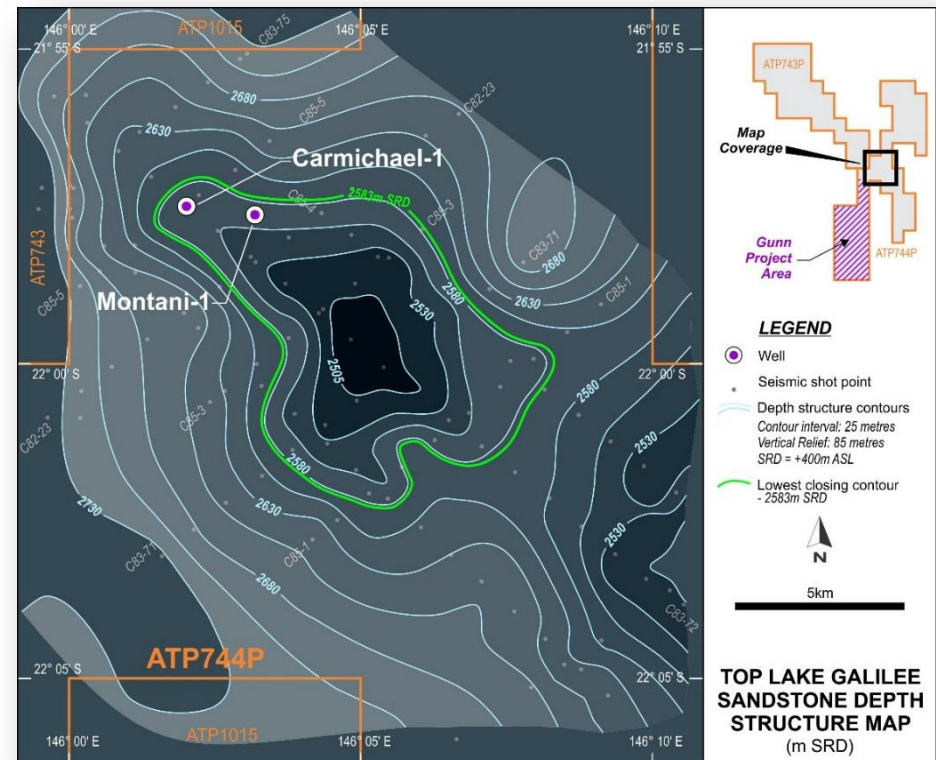 146° 00' E
ATP1015
C83-75
146° 05' E
146° 10' E
21° 55' S
21° 55' S
2680
C85-5
C82-23
2630
Carmichael-1
2583m SRD
C85-4
C85-3
C83-71
2680
ATP743
Montani-1
2580
2630
C85-1
C85-5
2530
2505
22° 00' S
22° 00' S
C85-3
C82-23
2580
2580
2530
2630
2730
C83-71
C85-1
2680
2530
C83-72
ATP744P
22° 05' S
22° 05' S
ATP1015
146° 00' E
146° 05' E
146° 10' E
ATP743P
Map
Coverage
Gunn
Project
Area
ATP744P
LEGEND
Well
Seismic shot point
Depth structure contours
Contour interval: 25 metres
Vertical Relief: 85 metres
SRD = +400m ASL
Lowest closing contour
- 2583m SRD
N
5km
TOP LAKE GALILEE
SANDSTONE DEPTH
STRUCTURE MAP
(m SRD)